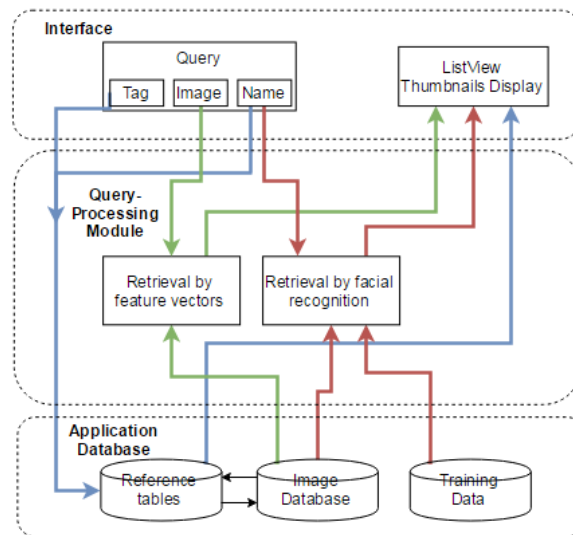 Interface
Query
Tag
Image
Name
ListView
Thumbnails Display
Query-
Processing
Module
Retrieval by
feature vectors
Retrieval by facial
recognition
Application
Database
Reference
tables
Image
Database
Training
Data